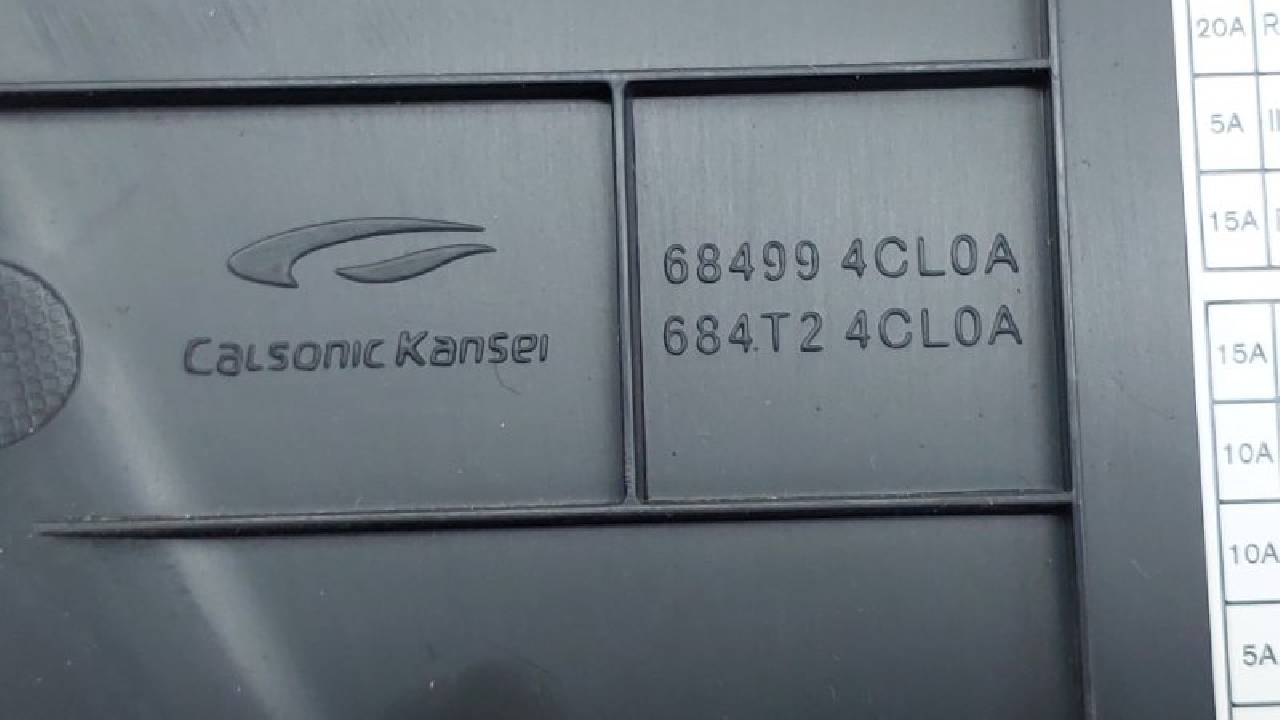 Calsonic Kansei
68499 4CL0A
684T2 4CL0A
20A
5A
15A
15A
10A
10A
5A